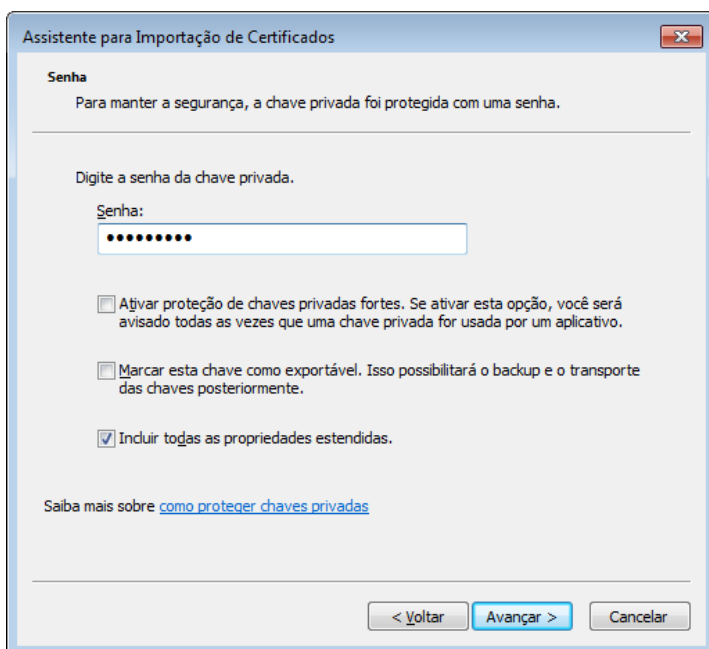 Assistente para Importação de Certificados
Senha
Para manter a segurança, a chave privada foi protegida com uma senha.
Digite a senha da chave privada.
Senha:
•••••••••
Ativar proteção de chaves privadas fortes. Se ativar esta opção, você será
avisado todas as vezes que uma chave privada for usada por um aplicativo.
Marcar esta chave como exportável. Isso possibilitará o backup e o transporte
das chaves posteriormente.
Incluir todas as propriedades estendidas.
Saiba mais sobre como proteger chaves privadas
< Voltar Avançar > Cancelar